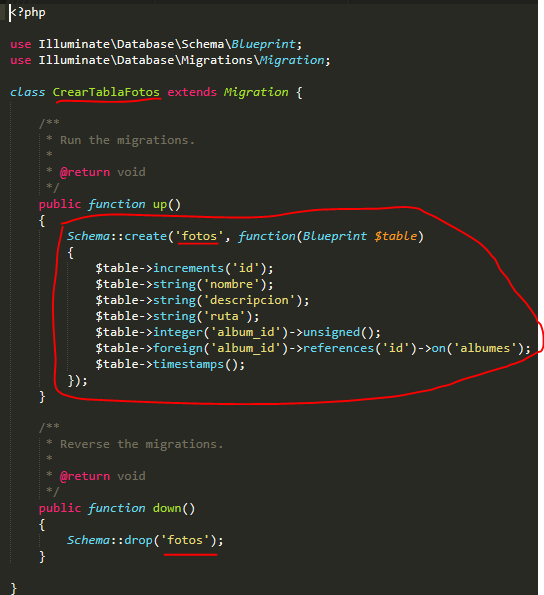 <?php
use Illuminate\Database\Schema\Blueprint;
use Illuminate\Database\Migrations\Migration;
class CrearTablaFotos extends Migration {
/**
* Run the migrations.
*
* @return void
*/
public function up()
{
Schema::create('fotos', function(Blueprint $table)
{
$table->increments('id');
$table->string('nombre');
$table->string('descripcion');
$table->string('ruta');
$table->integer('album_id')->unsigned();
$table->foreign('album_id')->references('id')->on('albumes');
$table->timestamps();
});
}
/**
* Reverse the migrations.
*
* @return void
*/
public function down()
{
Schema::drop('fotos');
}
}